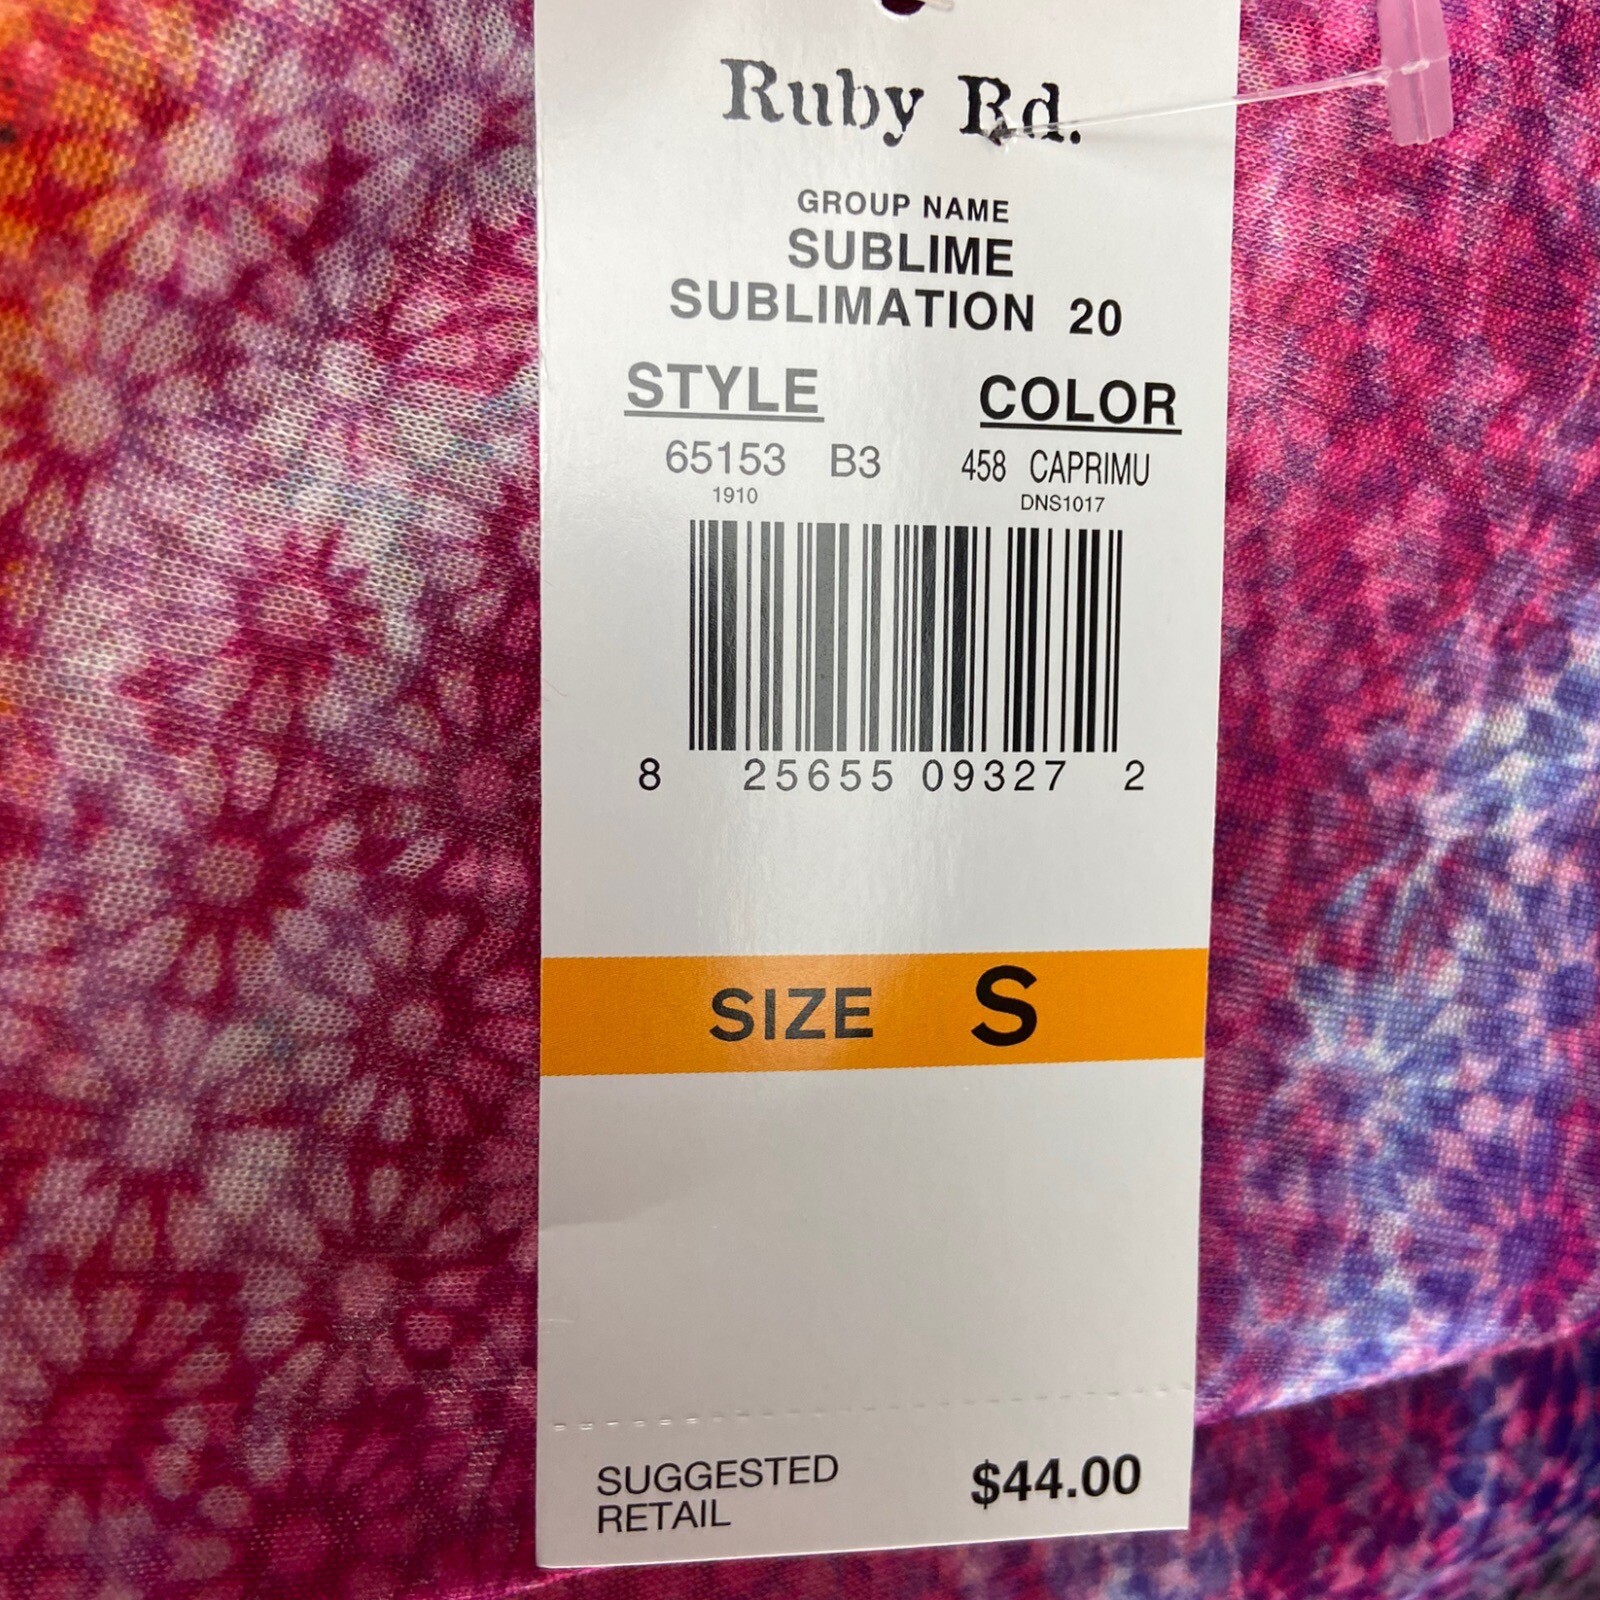 Ruby Rd.
GROUP NAME
SUBLIME
SUBLIMATION 20
STYLE COLOR
65153 B3 458 CAPRIMU
1910 DNS1017
8 25655 09327 2
SIZE S
SUGGESTED
RETAIL $44.00